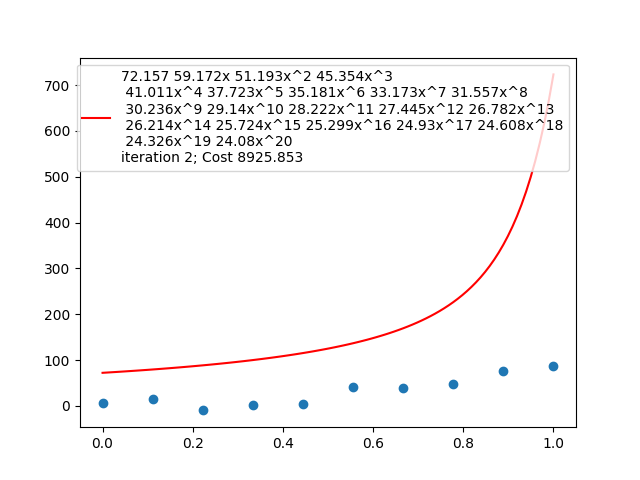 72.157 59.172x 51.193x^2 45.354x^3
41.011x^4 37.723x^5 35.181x^6 33.173x^7 31.557x^8
30.236x^9 29.14x^10 28.222x^11 27.445x^12 26.782x^13
26.214x^14 25.724x^15 25.299x^16 24.93x^17 24.608x^18
24.326x^19 24.08x^20
iteration 2; Cost 8925.853
700
600
500
400
300
200
100
0
0.0 0.2 0.4 0.6 0.8 1.0